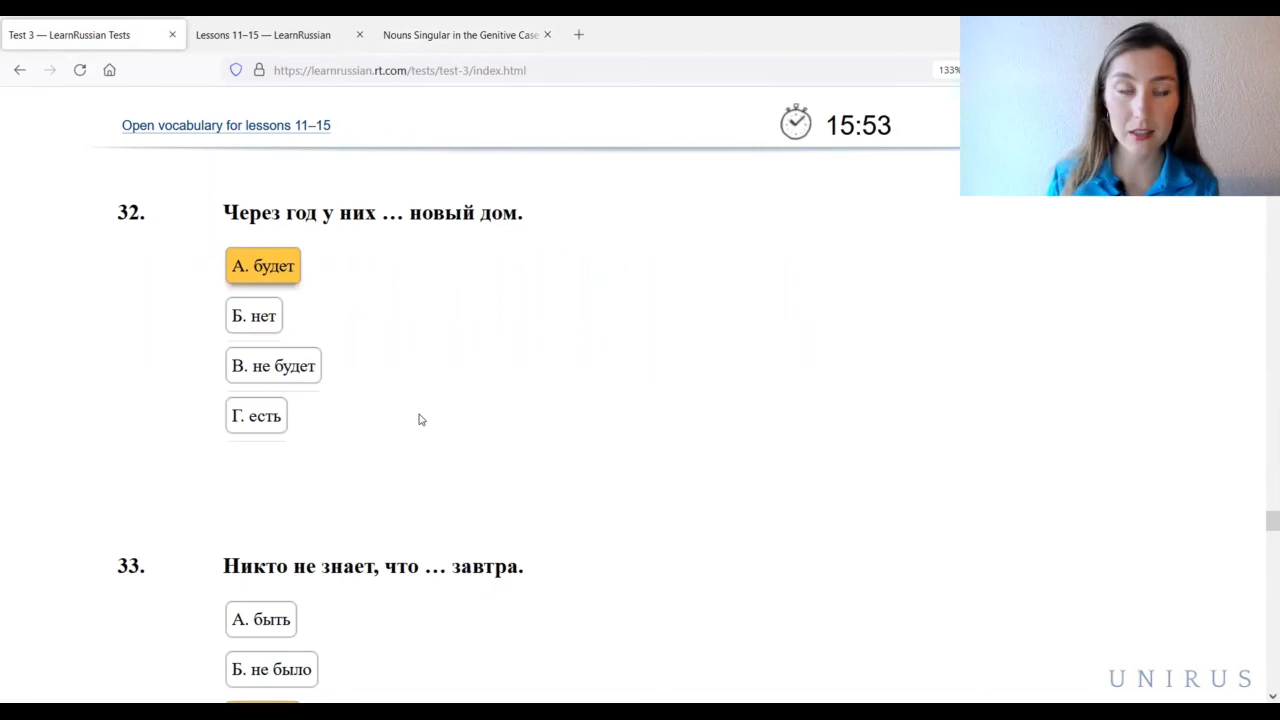 Test 3 — LearnRussian Tests
Lessons 11–15 — LearnRussian
Nouns Singular in the Genitive Case
https://learnrussian.rt.com/tests/test-3/index.html
133%
Open vocabulary for lessons 11–15
15:53
32. Через год у них … новый дом.
А. будет
Б. нет
В. не будет
Г. есть
33. Никто не знает, что … завтра.
А. быть
Б. не было
UNIRUS